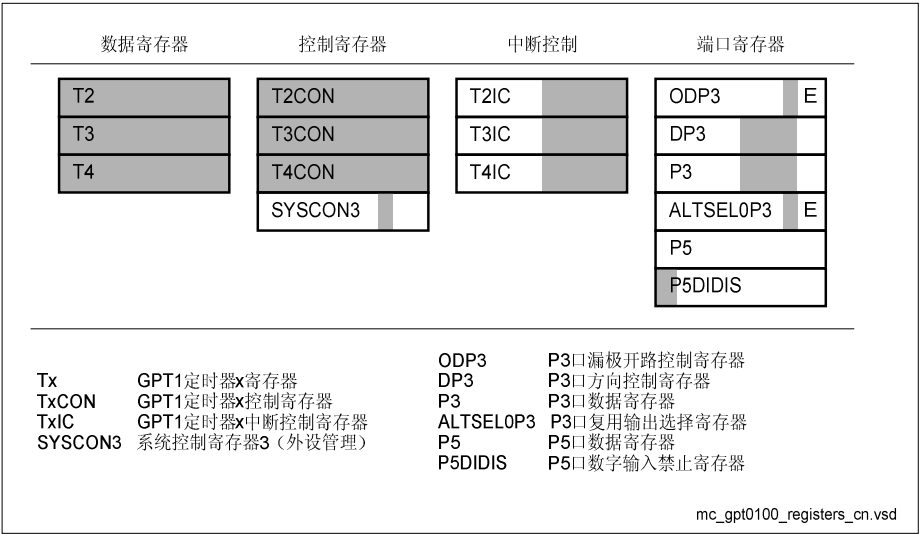 数据寄存器 控制寄存器 中断控制 端口寄存器
T2 T2CON T2IC ODP3 E
T3 T3CON T3IC DP3
T4 T4CON T4IC P3
SYSCON3 ALTSEL0P3 E
P5
P5DIDIS
Tx GPT1定时器x寄存器
TxCON GPT1定时器x控制寄存器
TxIC GPT1定时器x中断控制寄存器
SYSCON3 系统控制寄存器3（外设管理）
ODP3 P3口漏极开路控制寄存器
DP3 P3口方向控制寄存器
P3 P3口数据寄存器
ALTSEL0P3 P3口复用输出选择寄存器
P5 P5口数据寄存器
P5DIDIS P5口数字输入禁止寄存器
mc_gpt0100_registers_cn.vsd